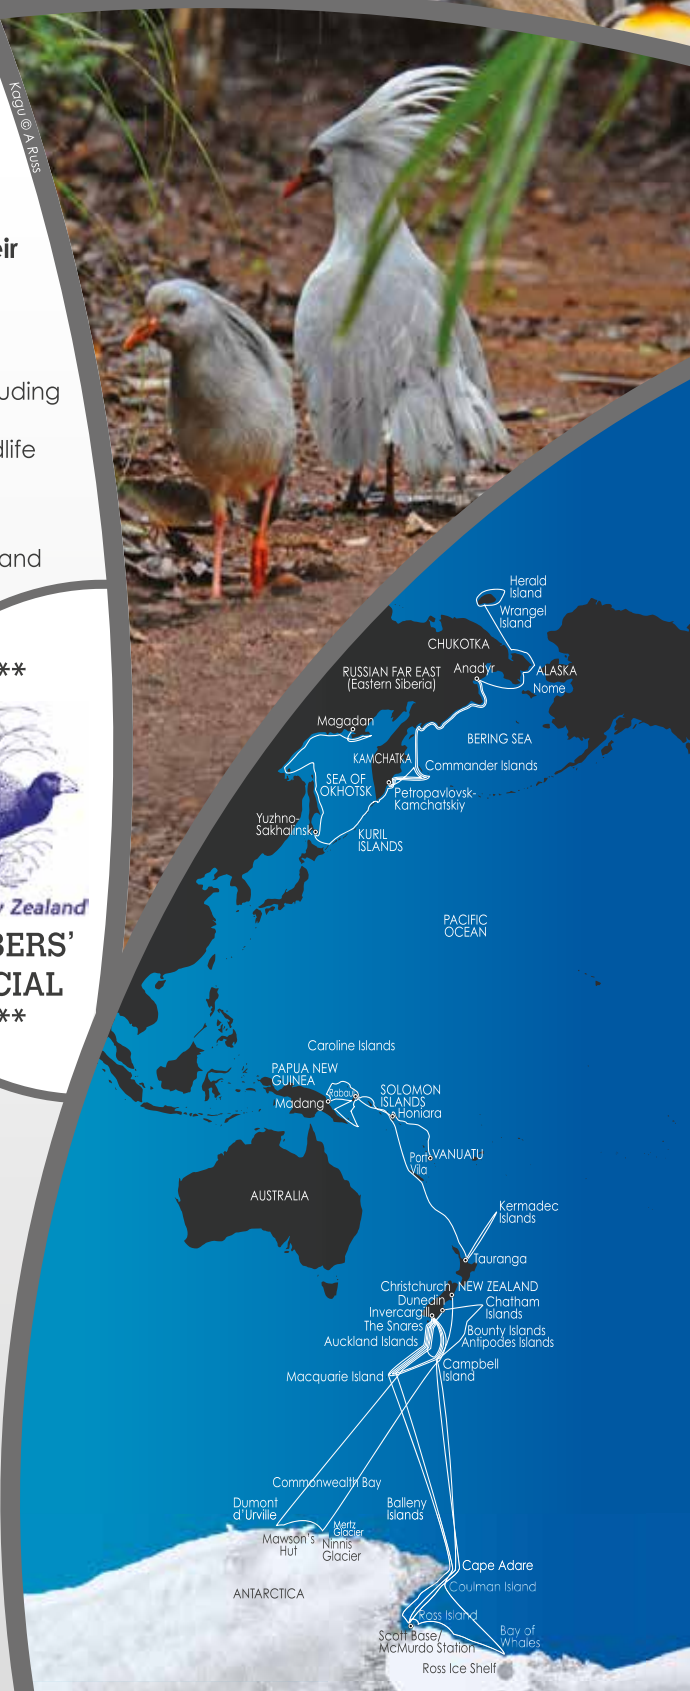 Kagu © A Russ
eir
uding
dlife
and
**
y Zealand
BERS’
CIAL
**
Herald
Island
Wrangel
Island
CHUKOTKA
RUSSIAN FAR EAST
(Eastern Siberia)
Anadyr
ALASKA
Nome
Magadan
BERING SEA
KAMCHATKA
Commander Islands
SEA OF
OKHOTSK
Petropavlovsk-
Kamchatskiy
Yuzhno-
Sakhalinsk
KURIL
ISLANDS
PACIFIC
OCEAN
Caroline Islands
PAPUA NEW
GUINEA
Rabaul
Madang
SOLOMON
ISLANDS
Honiara
Port
Vila
VANUATU
AUSTRALIA
Kermadec
Islands
Tauranga
Christchurch
NEW ZEALAND
Dunedin
Chatham
Islands
Invercargill
The Snares
Bounty Islands
Auckland Islands
Antipodes Islands
Campbell
Island
Macquarie Island
Commonwealth Bay
Dumont
d’Urville
Balleny
Islands
Mertz
Glacier
Mawson’s
Hut
Ninnis
Glacier
Cape Adare
Coulman Island
ANTARCTICA
Ross Island
Scott Base/
McMurdo Station
Bay of
Whales
Ross Ice Shelf